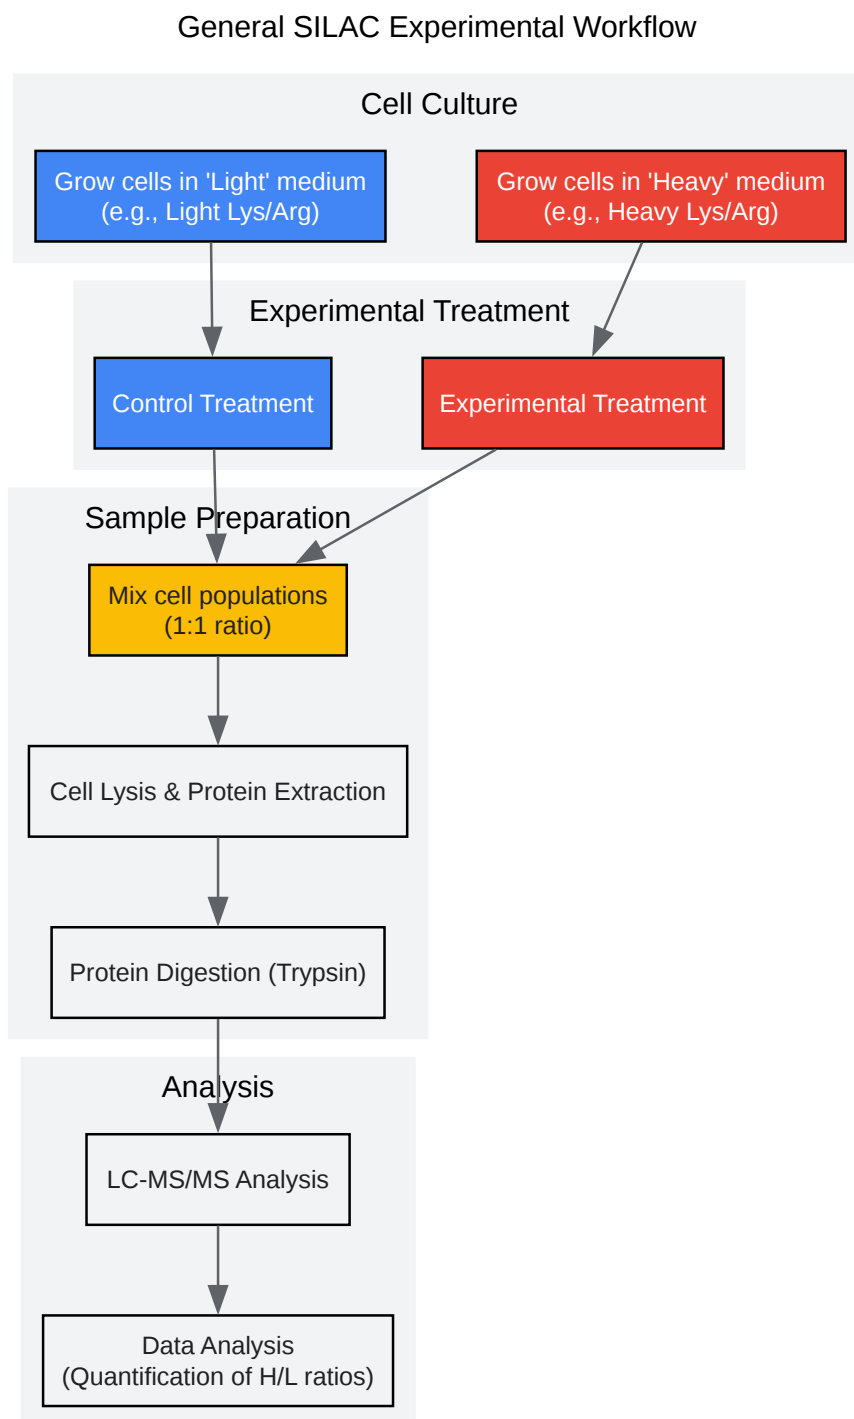 General SILAC Experimental Workflow
Cell Culture
Grow cells in 'Light' medium
(e.g., Light Lys/Arg)
Grow cells in 'Heavy' medium
(e.g., Heavy Lys/Arg)
Experimental Treatment
Control Treatment
Experimental Treatment
Sample Preparation
Mix cell populations
(1:1 ratio)
Cell Lysis & Protein Extraction
Protein Digestion (Trypsin)
Analysis
LC-MS/MS Analysis
Data Analysis
(Quantification of H/L ratios)